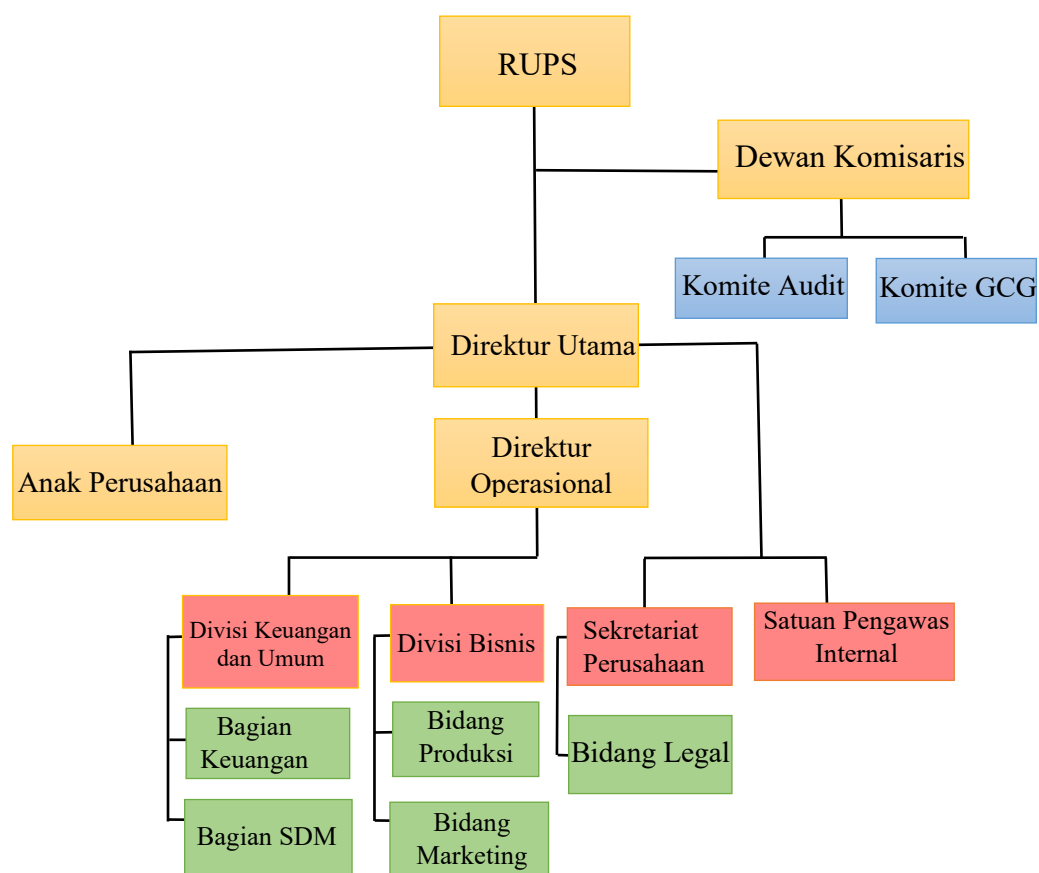 RUPS
Dewan Komisaris
Komite Audit
Komite GCG
Direktur Utama
Direktur
Operasional
Anak Perusahaan
Divisi Keuangan
dan Umum
Divisi Bisnis
Sekretariat
Perusahaan
Satuan Pengawas
Internal
Bagian
Keuangan
Bidang
Produksi
Bidang Legal
Bagian SDM
Bidang
Marketing